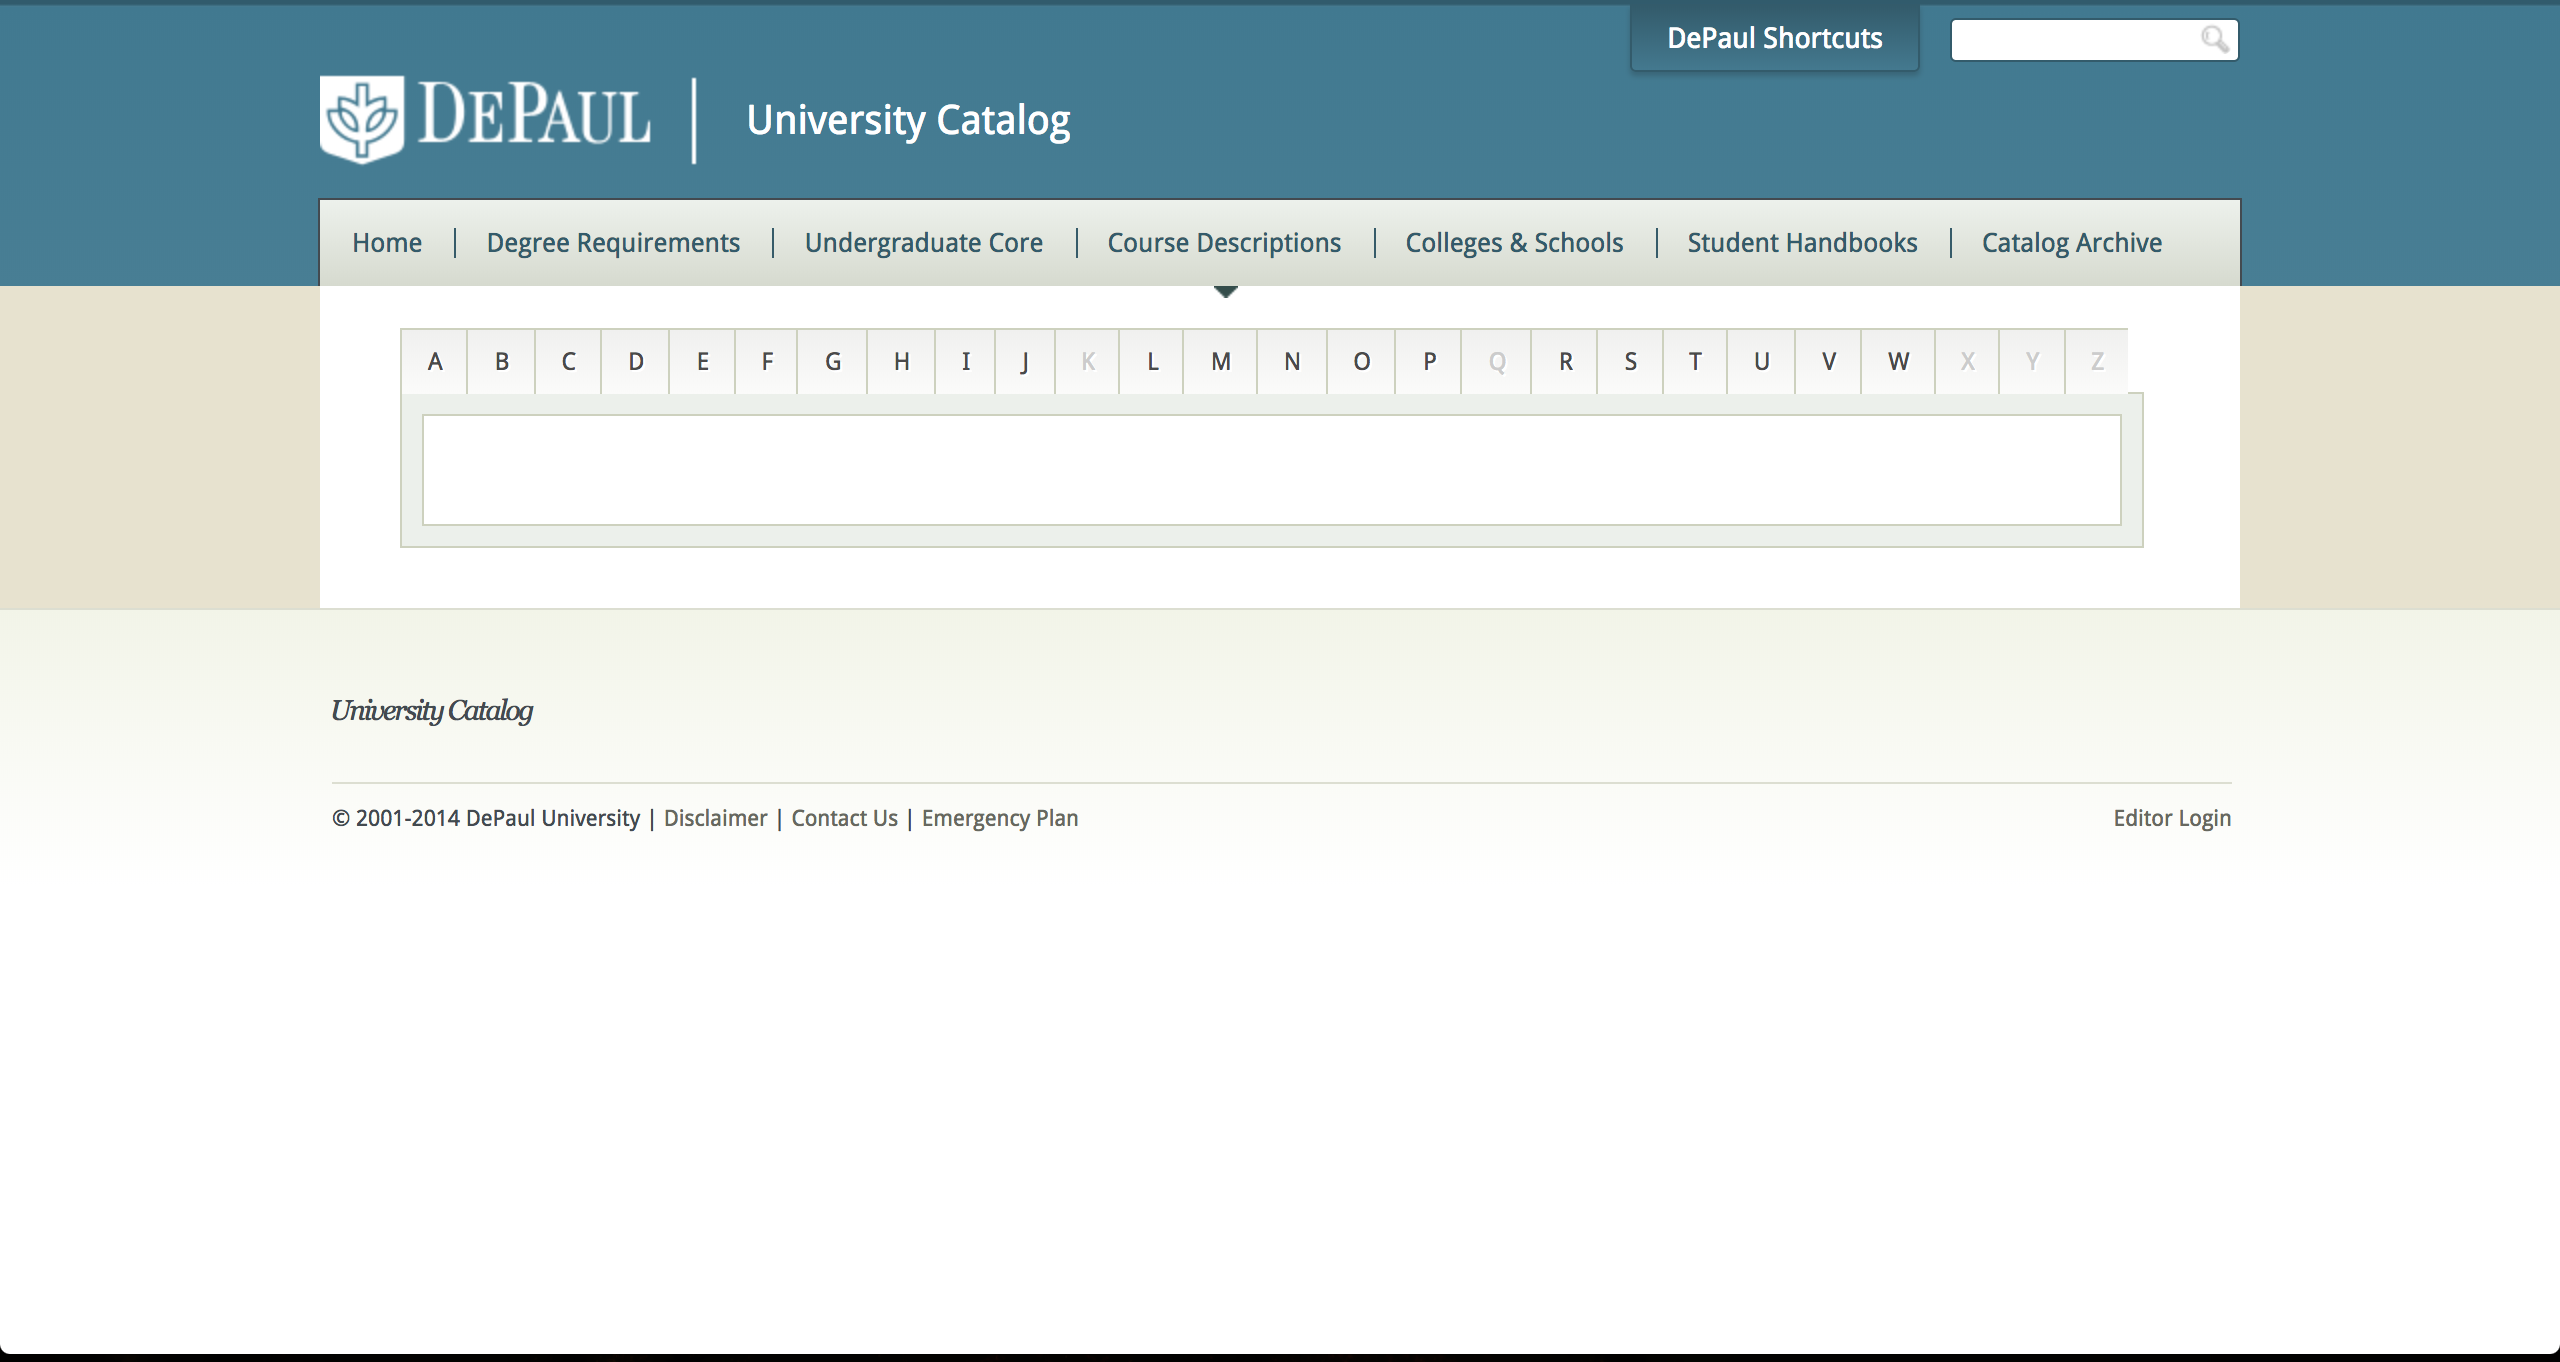 DePaul Shortcuts
DEPAUL | University Catalog
Home | Degree Requirements | Undergraduate Core | Course Descriptions | Colleges & Schools | Student Handbooks | Catalog Archive
A B C D E F G H I J K L M N O P Q R S T U V W X Y Z
University Catalog
© 2001-2014 DePaul University | Disclaimer | Contact Us | Emergency Plan Editor Login